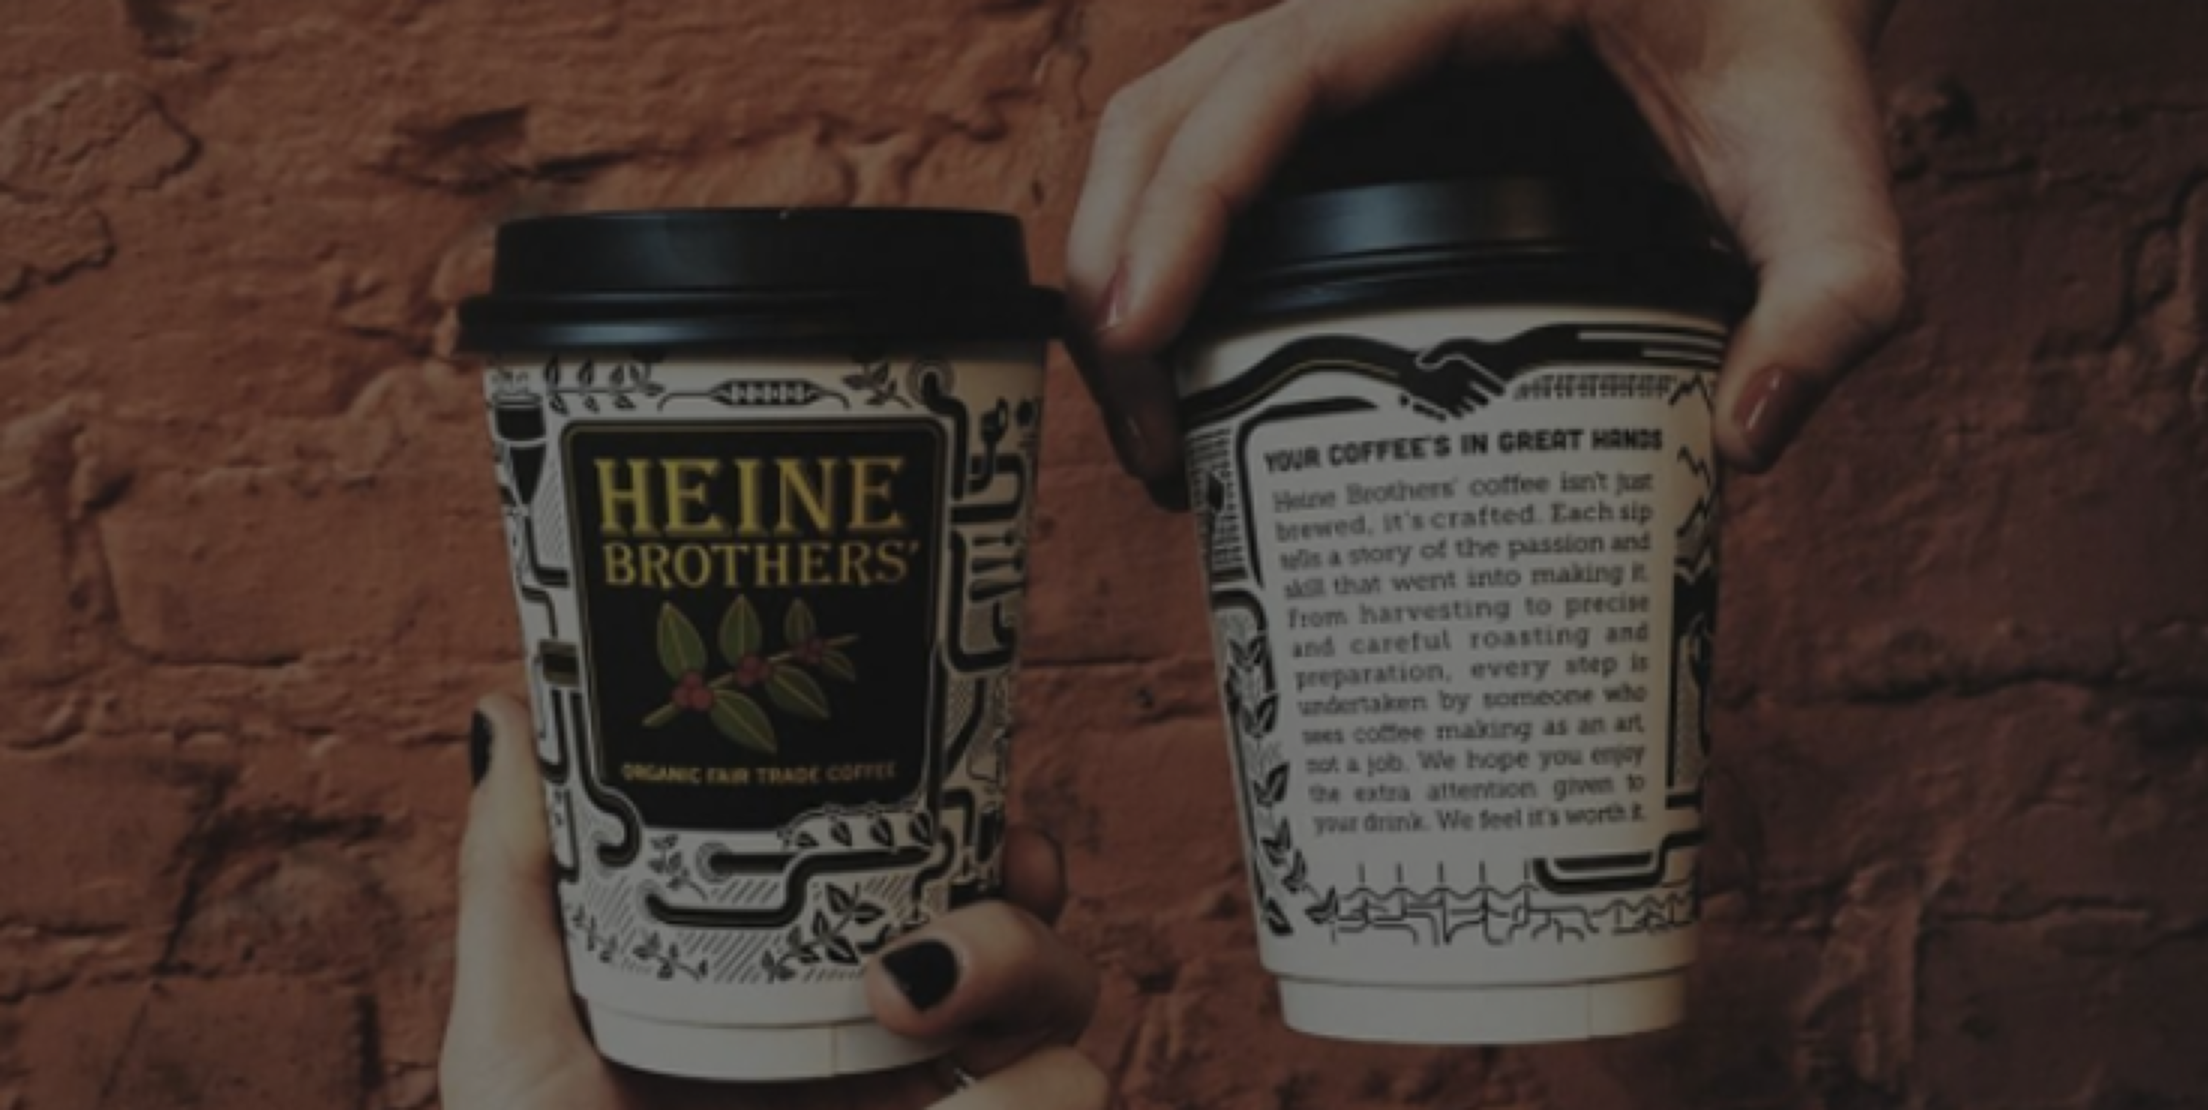 HEINE
BROTHERS'
ORGANIC FAIR TRADE COFFEE
YOUR COFFEE'S IN GREAT HANDS
Heine Brothers' coffee isn't just
brewed, it's crafted. Each sip
tells a story of the passion and
skill that went into making it.
From harvesting to precise
and careful roasting and
preparation, every step is
undertaken by someone who
sees coffee making as an art,
not a job. We hope you enjoy
the extra attention given to
your drink. We feel it's worth it.